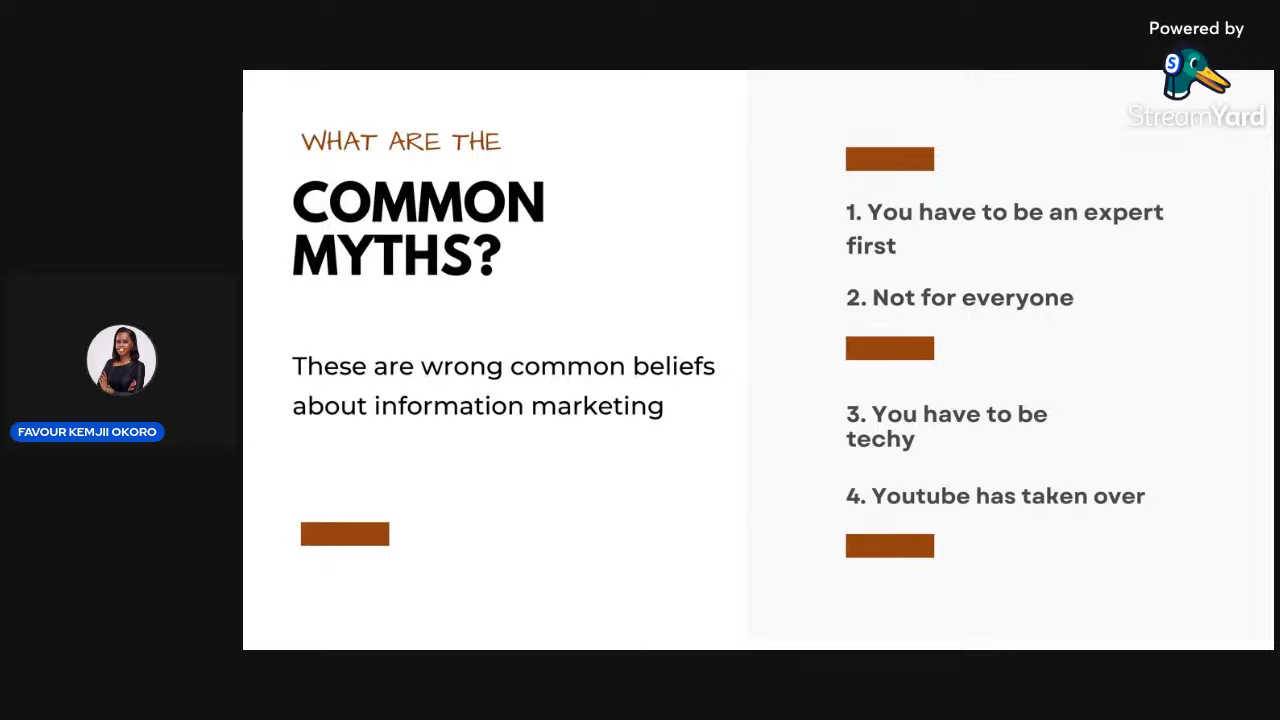 Powered by
StreamYard
WHAT ARE THE
COMMON
MYTHS?
These are wrong common beliefs
about information marketing
1. You have to be an expert
first
2. Not for everyone
3. You have to be
techy
4. Youtube has taken over
FAVOUR KEMJII OKORO